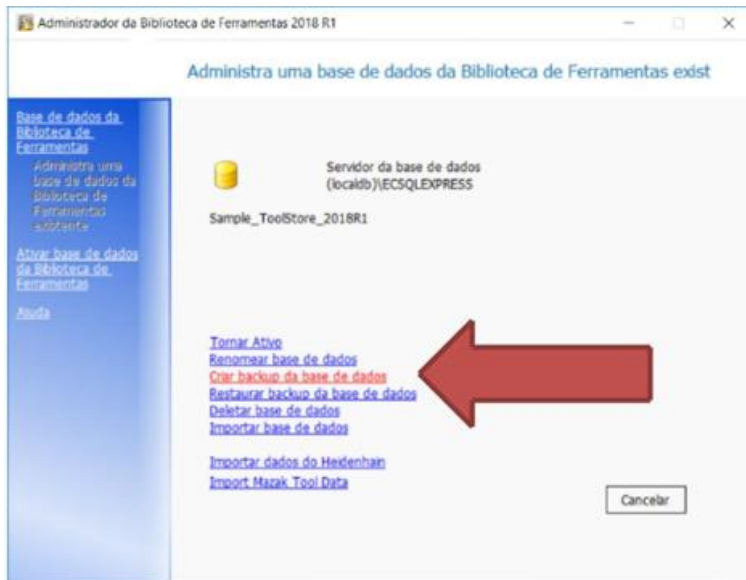 Administrador da Biblioteca de Ferramentas 2018 R1
Administra uma base de dados da Biblioteca de Ferramentas exist
Base de dados da
Biblioteca de
Ferramentas
Administra uma
base de dados da
Biblioteca de
Ferramentas
existente
Ativar base de dados
da Biblioteca de
Ferramentas
Ajuda
Servidor da base de dados
(localdb)\ECSQLEXPRESS
Sample_ToolStore_2018R1
Tornar Ativo
Renomear base de dados
Criar backup da base de dados
Restaurar backup da base de dados
Deletar base de dados
Importar base de dados
Importar dados do Heidenhain
Import Mazak Tool Data
Cancelar